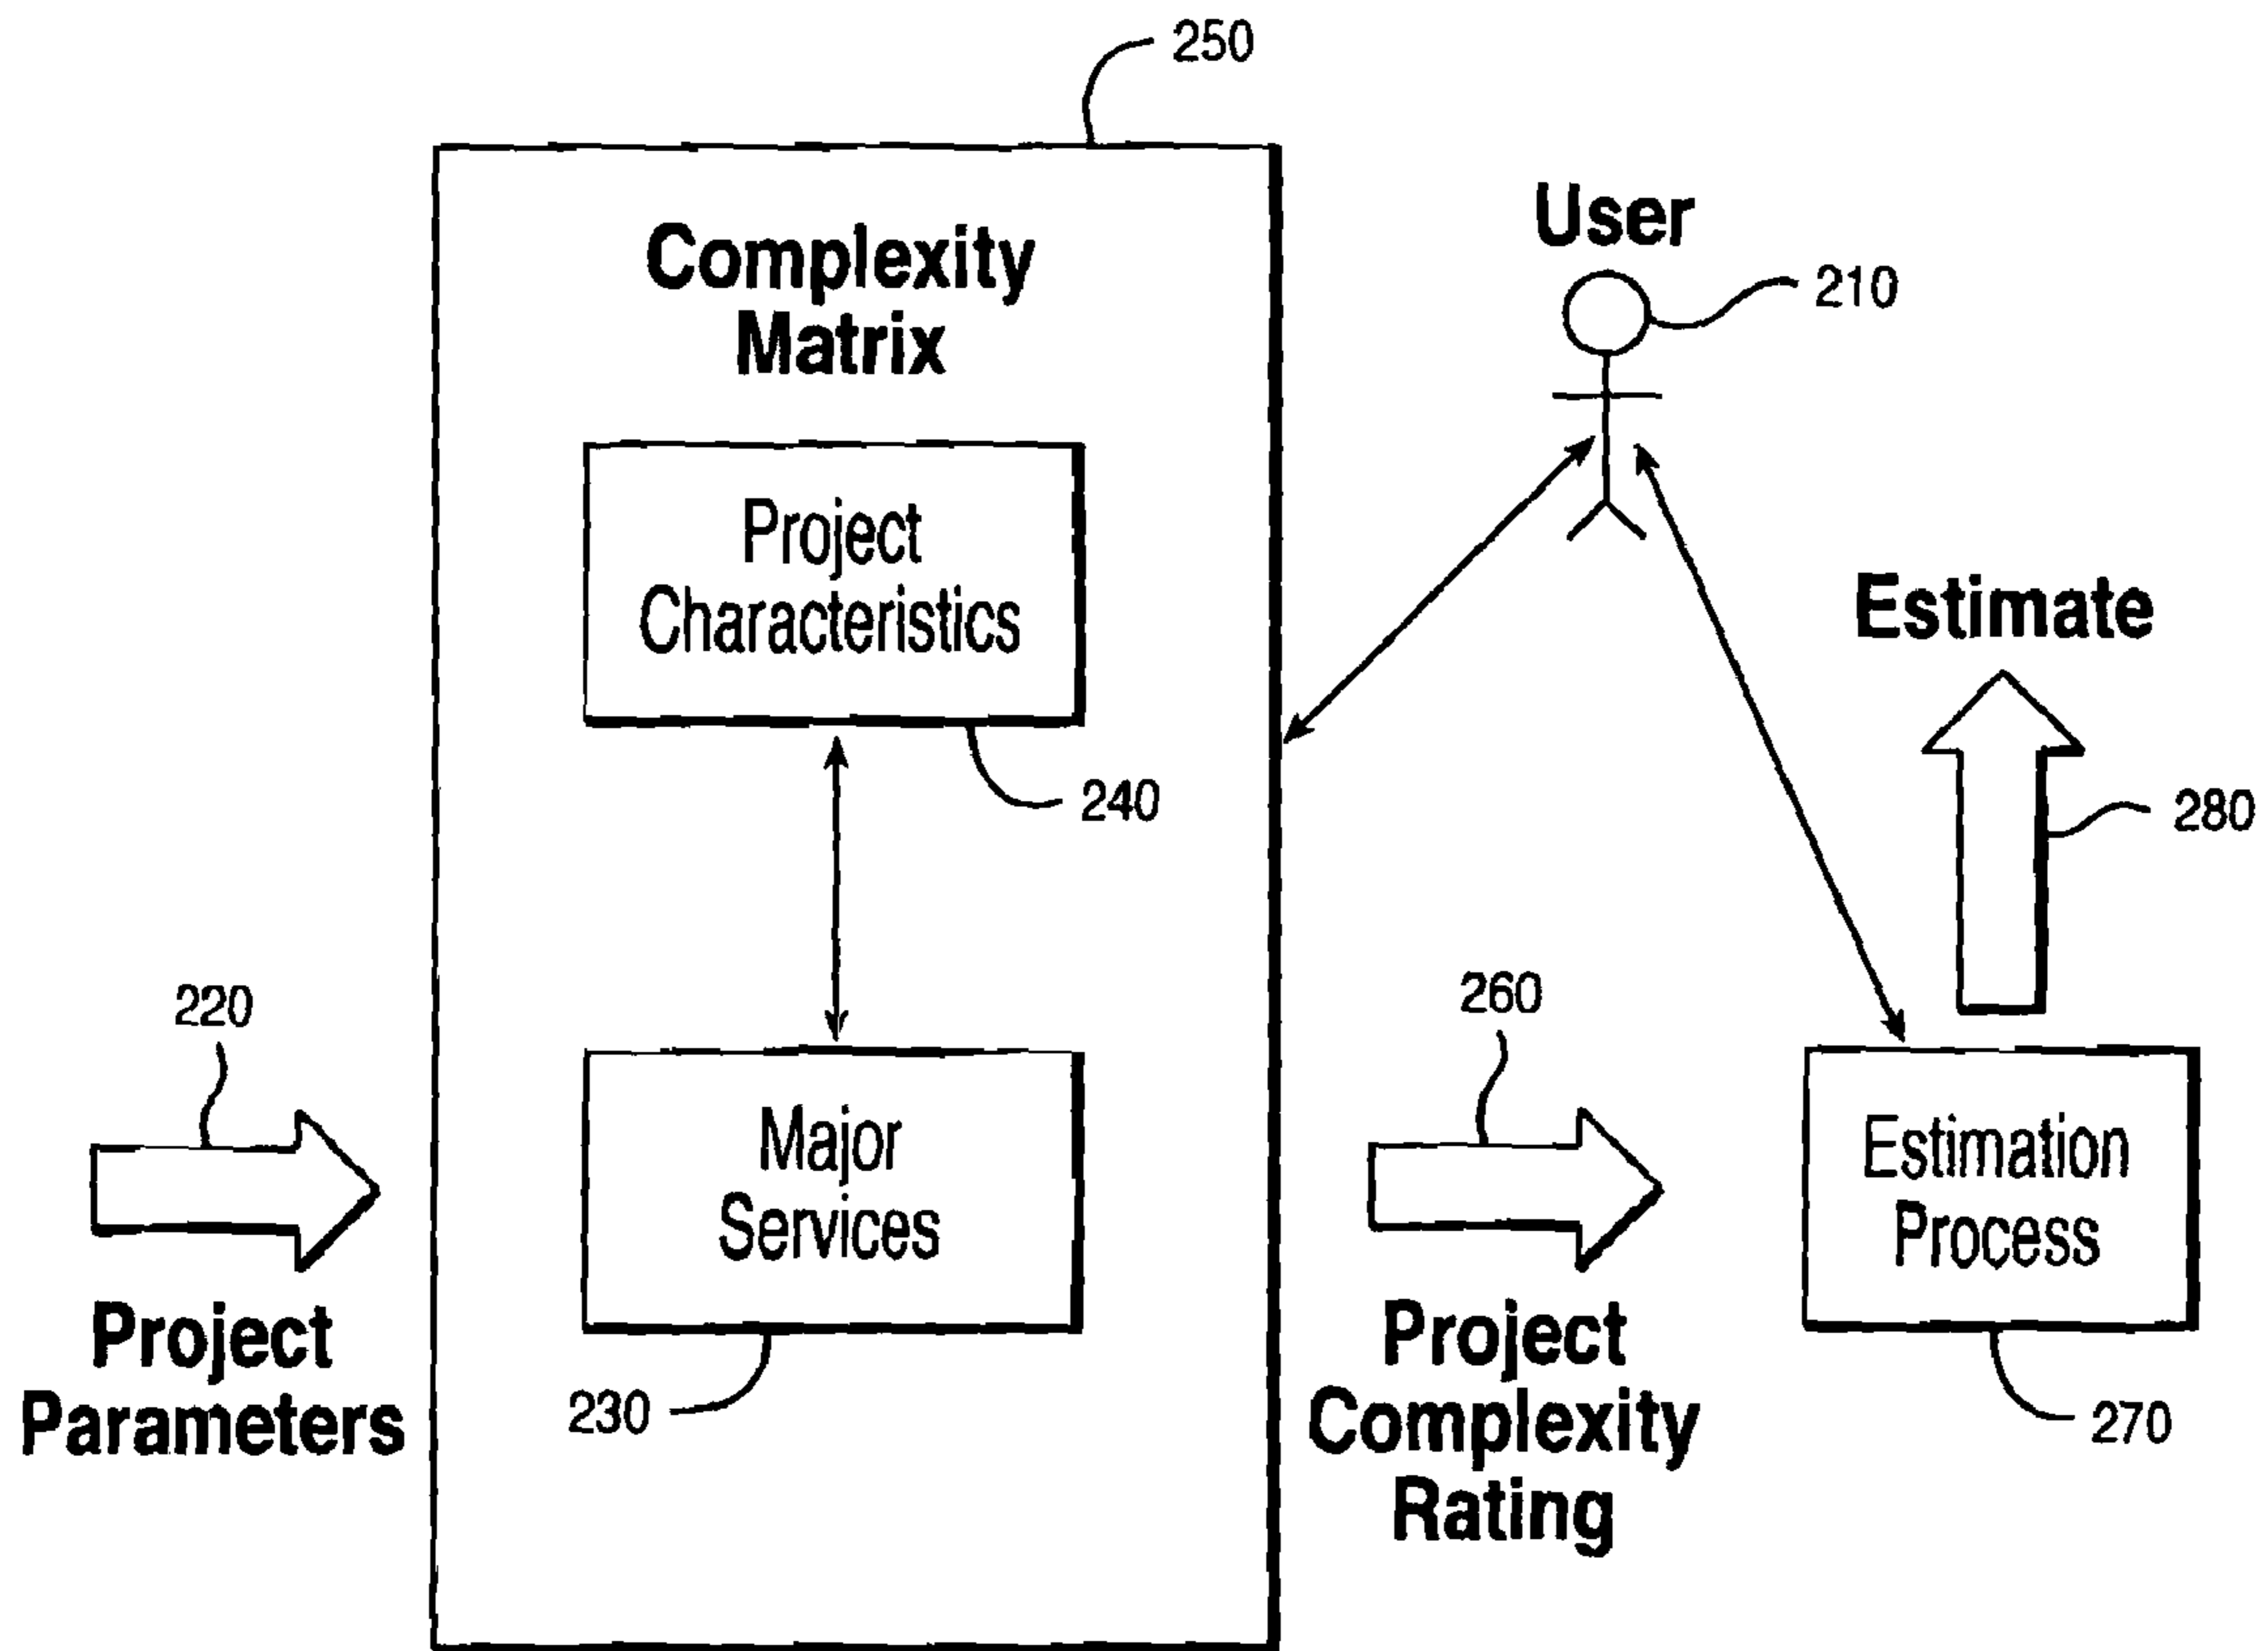 250
Complexity
Matrix
User
210
Project
Characteristics
Estimate
240
280
220
260
Major
Services
Estimation
Process
Project
Parameters
230
Project
Complexity
Rating
270